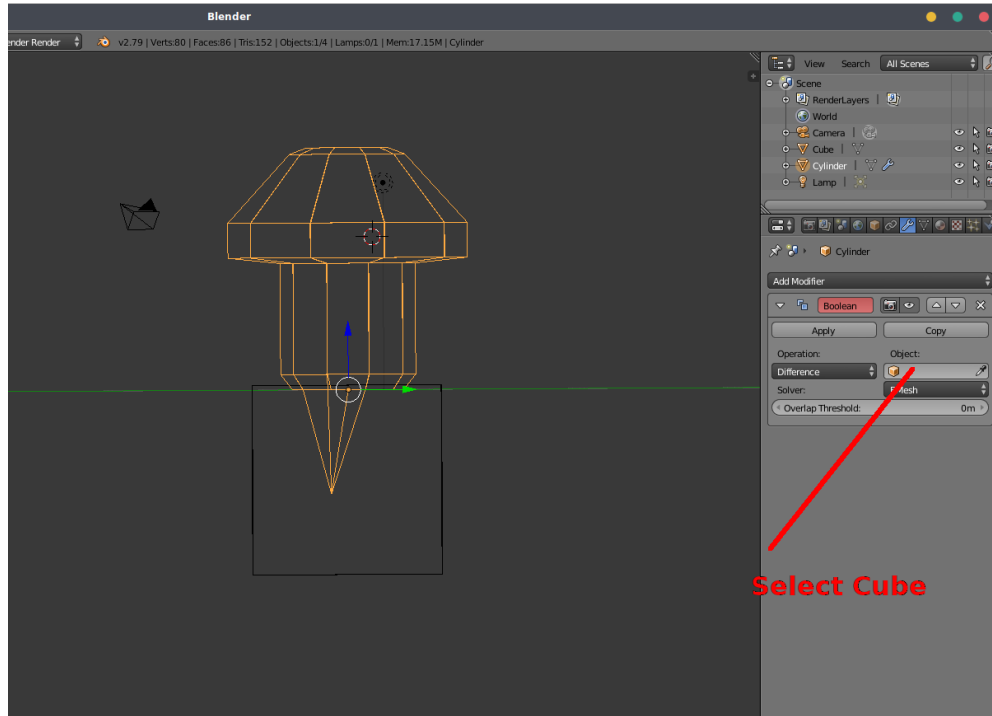 Blender
ender Render
v2.79 | Verts:80 | Faces:86 | Tris:152 | Objects:1/4 | Lamps:0/1 | Mem:17.15M | Cylinder
View Search All Scenes
Scene
RenderLayers |
World
Camera |
Cube |
Cylinder |
Lamp |
Cylinder
Add Modifier
Boolean
Apply Copy
Operation: Object:
Difference
Solver: Mesh
Overlap Threshold: 0m
Select Cube